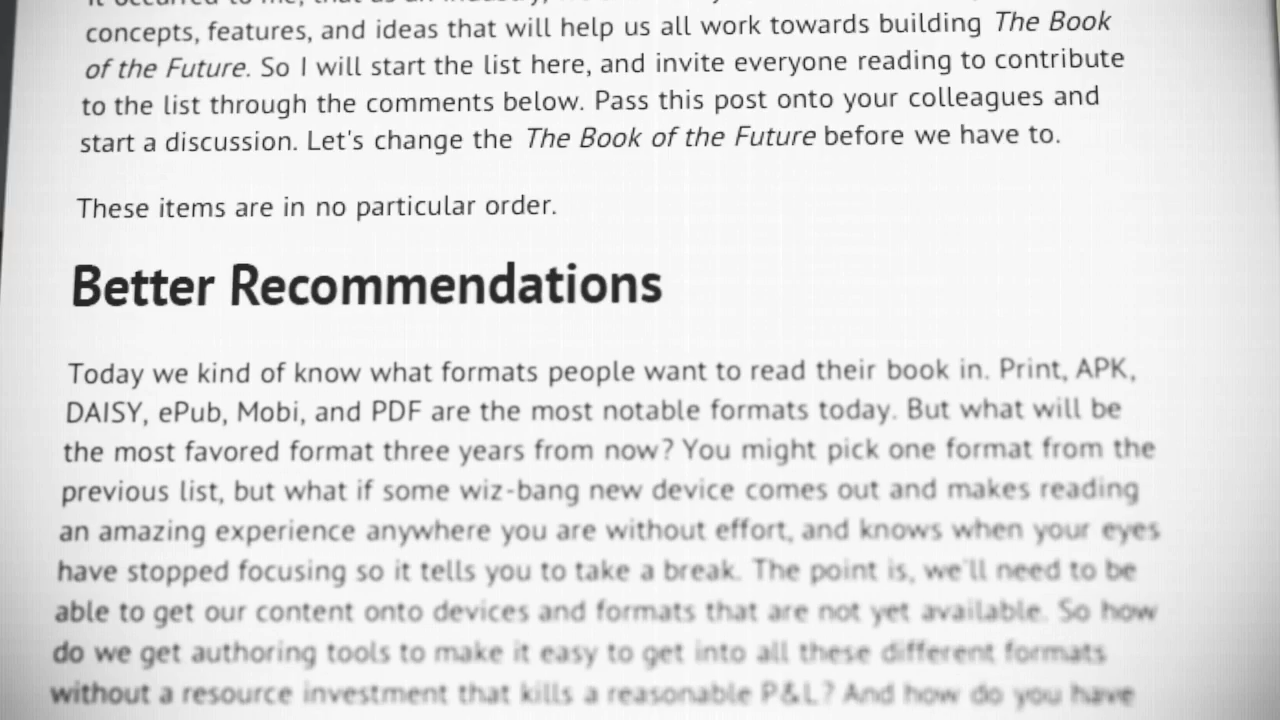 concepts, features, and ideas that will help us all work towards building The Book
of the Future. So I will start the list here, and invite everyone reading to contribute
to the list through the comments below. Pass this post onto your colleagues and
start a discussion. Let's change the The Book of the Future before we have to.
These items are in no particular order.
Better Recommendations
Today we kind of know what formats people want to read their book in. Print, APK,
DAISY, ePub, Mobi, and PDF are the most notable formats today. But what will be
the most favored format three years from now? You might pick one format from the
previous list, but what if some wiz-bang new device comes out and makes reading
an amazing experience anywhere you are without effort, and knows when your eyes
have stopped focusing so it tells you to take a break. The point is, we'll need to be
able to get our content onto devices and formats that are not yet available. So how
do we get authoring tools to make it easy to get into all these different formats
without a resource investment that kills a reasonable P&L? And how do you have